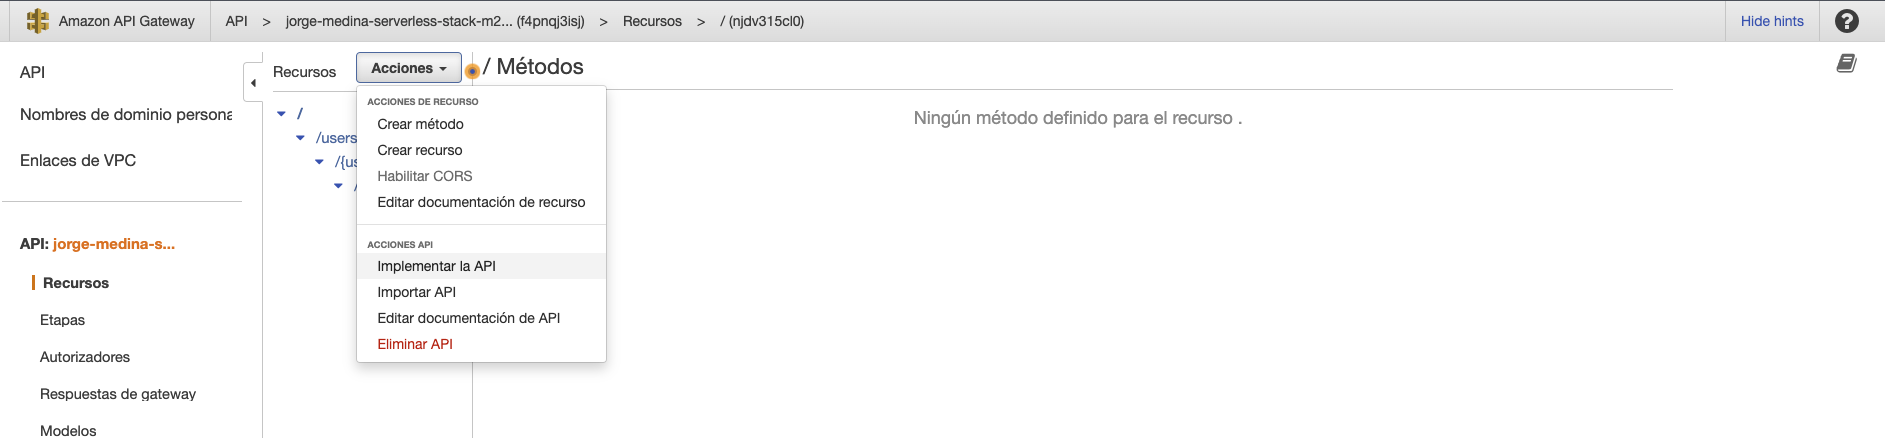 Amazon API Gateway API > jorge-medina-serverless-stack-m2... (f4pnqj3isj) > Recursos > / (njdv315cl0) Hide hints ?
API
Nombres de dominio persona
Enlaces de VPC
API: jorge-medina-s...
Recursos
Etapas
Autorizadores
Respuestas de gateway
Modelos
Recursos Acciones
/
/users
/{us
/
ACCIONES DE RECURSO
Crear método
Crear recurso
Habilitar CORS
Editar documentación de recurso
ACCIONES API
Implementar la API
Importar API
Editar documentación de API
Eliminar API
/ Métodos
Ningún método definido para el recurso .